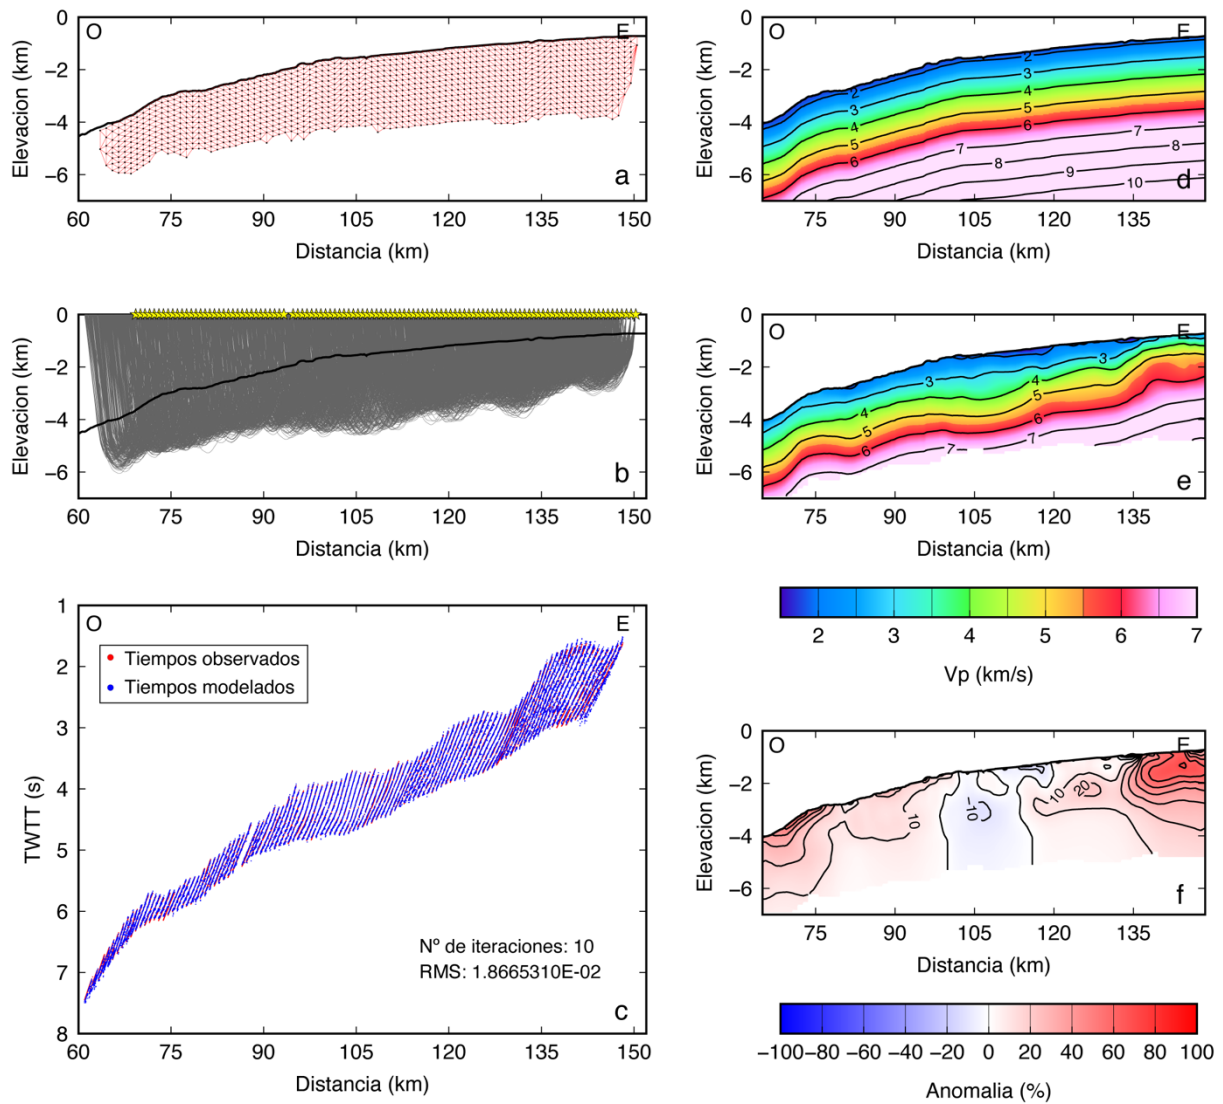 0
−2
−4
−6
Elevacion (km)
O
E
a
60 75 90 105 120 135 150
Distancia (km)
0
−2
−4
−6
Elevacion (km)
b
60 75 90 105 120 135 150
Distancia (km)
1
2
3
4
5
6
7
8
TWTT (s)
O
E
Tiempos observados
Tiempos modelados
Nº de iteraciones: 10
RMS: 1.8665310E-02
c
60 75 90 105 120 135 150
Distancia (km)
0
−2
−4
−6
Elevacion (km)
O
2 2
3 3
4 4
5 5
6 6
7 7
8 8
9
10
d
75 90 105 120 135
Distancia (km)
0
−2
−4
−6
Elevacion (km)
O
E
3 3
4 4
5 5
6 6
7 7
e
75 90 105 120 135
Distancia (km)
2 3 4 5 6 7
Vp (km/s)
0
−2
−4
−6
Elevacion (km)
O
E
10
−10
10
20
f
75 90 105 120 135
Distancia (km)
−100 −80 −60 −40 −20 0 20 40 60 80 100
Anomalia (%)